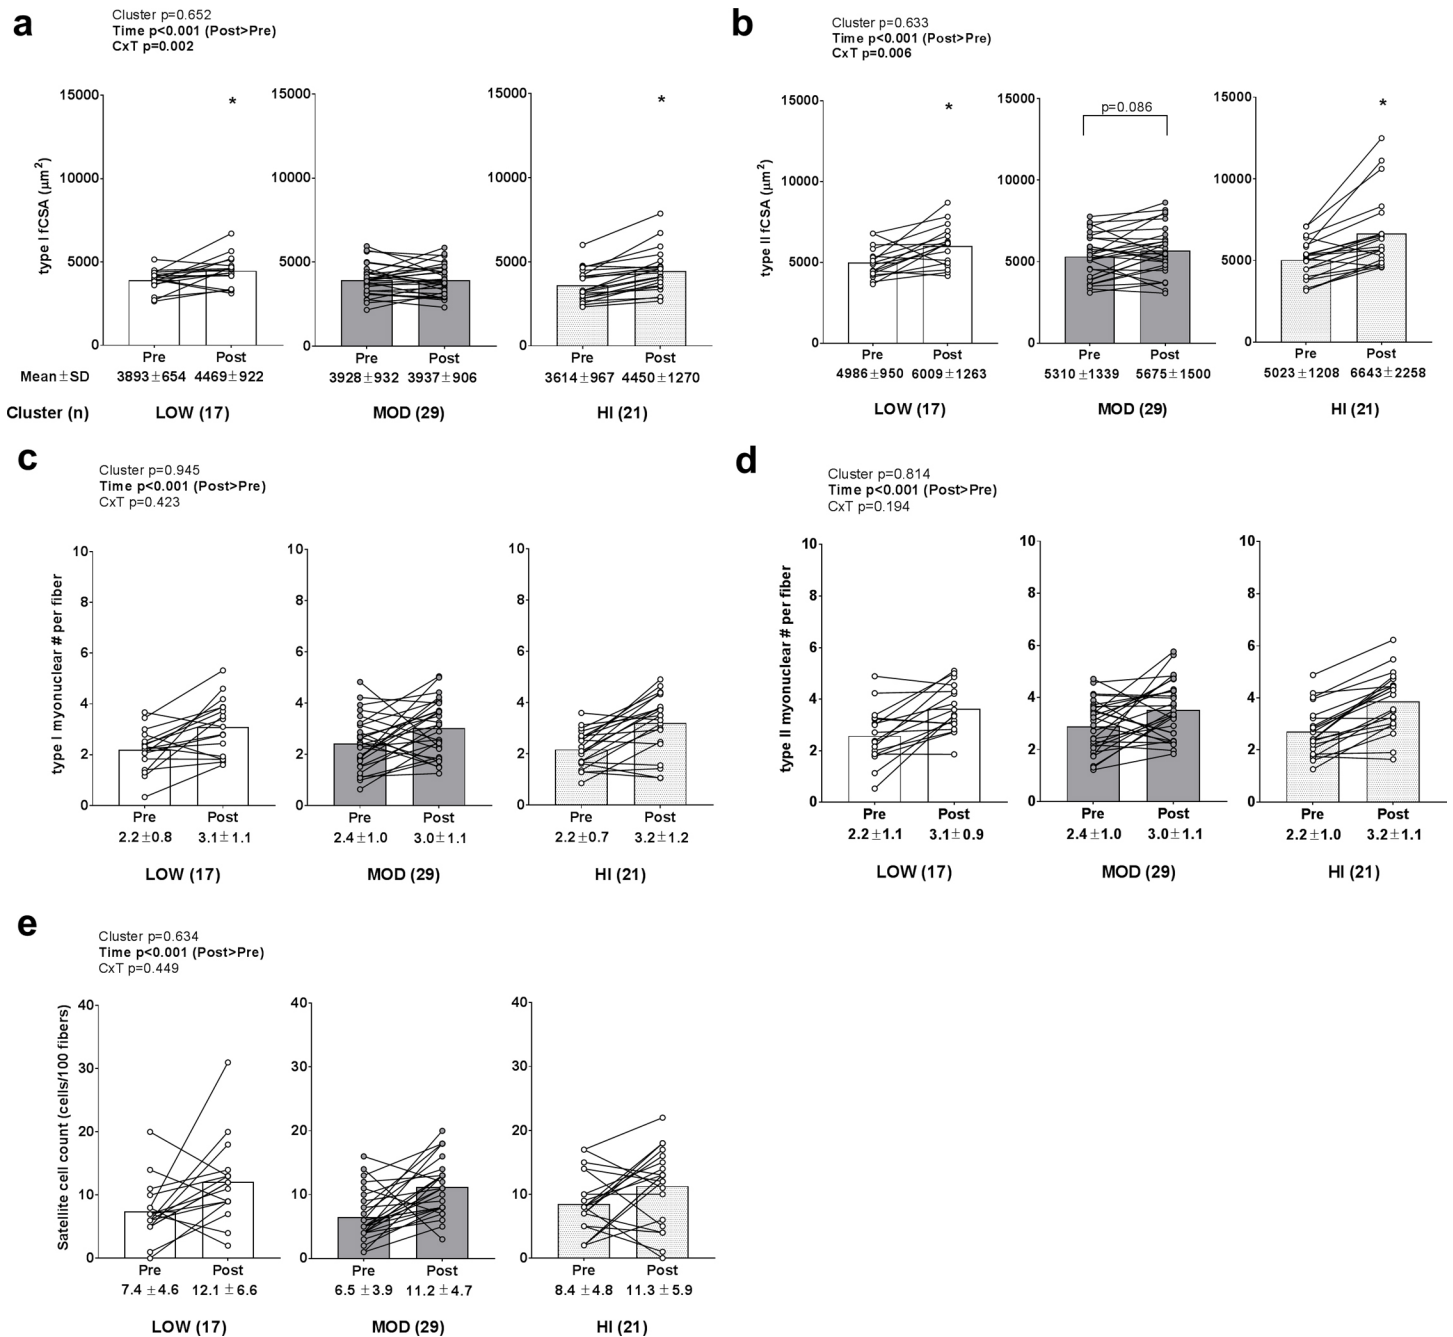 a
Cluster p=0.652
Time p<0.001 (Post>Pre)
CxT p=0.002
type I fCSA (μm²)
15000
10000
5000
0
*
Pre Post
15000
10000
5000
0
Pre Post
15000
10000
5000
0
*
Pre Post
Mean±SD 3893±654 4469±922 3928±932 3937±906 3614±967 4450±1270
Cluster (n) LOW (17) MOD (29) HI (21)
b
Cluster p=0.633
Time p<0.001 (Post>Pre)
CxT p=0.006
type II fCSA (μm²)
15000
10000
5000
0
*
Pre Post
15000
10000
5000
0
p=0.086
Pre Post
15000
10000
5000
0
*
Pre Post
4986±950 6009±1263 5310±1339 5675±1500 5023±1208 6643±2258
LOW (17) MOD (29) HI (21)
c
Cluster p=0.945
Time p<0.001 (Post>Pre)
CxT p=0.423
type I myonuclear # per fiber
10
8
6
4
2
0
Pre Post
10
8
6
4
2
0
Pre Post
10
8
6
4
2
0
Pre Post
2.2±0.8 3.1±1.1 2.4±1.0 3.0±1.1 2.2±0.7 3.2±1.2
LOW (17) MOD (29) HI (21)
d
Cluster p=0.814
Time p<0.001 (Post>Pre)
CxT p=0.194
type II myonuclear # per fiber
10
8
6
4
2
0
Pre Post
10
8
6
4
2
0
Pre Post
10
8
6
4
2
0
Pre Post
2.2±1.1 3.1±0.9 2.4±1.0 3.0±1.1 2.2±1.0 3.2±1.1
LOW (17) MOD (29) HI (21)
e
Cluster p=0.634
Time p<0.001 (Post>Pre)
CxT p=0.449
Satellite cell count (cells/100 fibers)
40
30
20
10
0
Pre Post
40
30
20
10
0
Pre Post
40
30
20
10
0
Pre Post
7.4 ±4.6 12.1 ±6.6 6.5 ±3.9 11.2 ±4.7 8.4 ±4.8 11.3 ±5.9
LOW (17) MOD (29) HI (21)